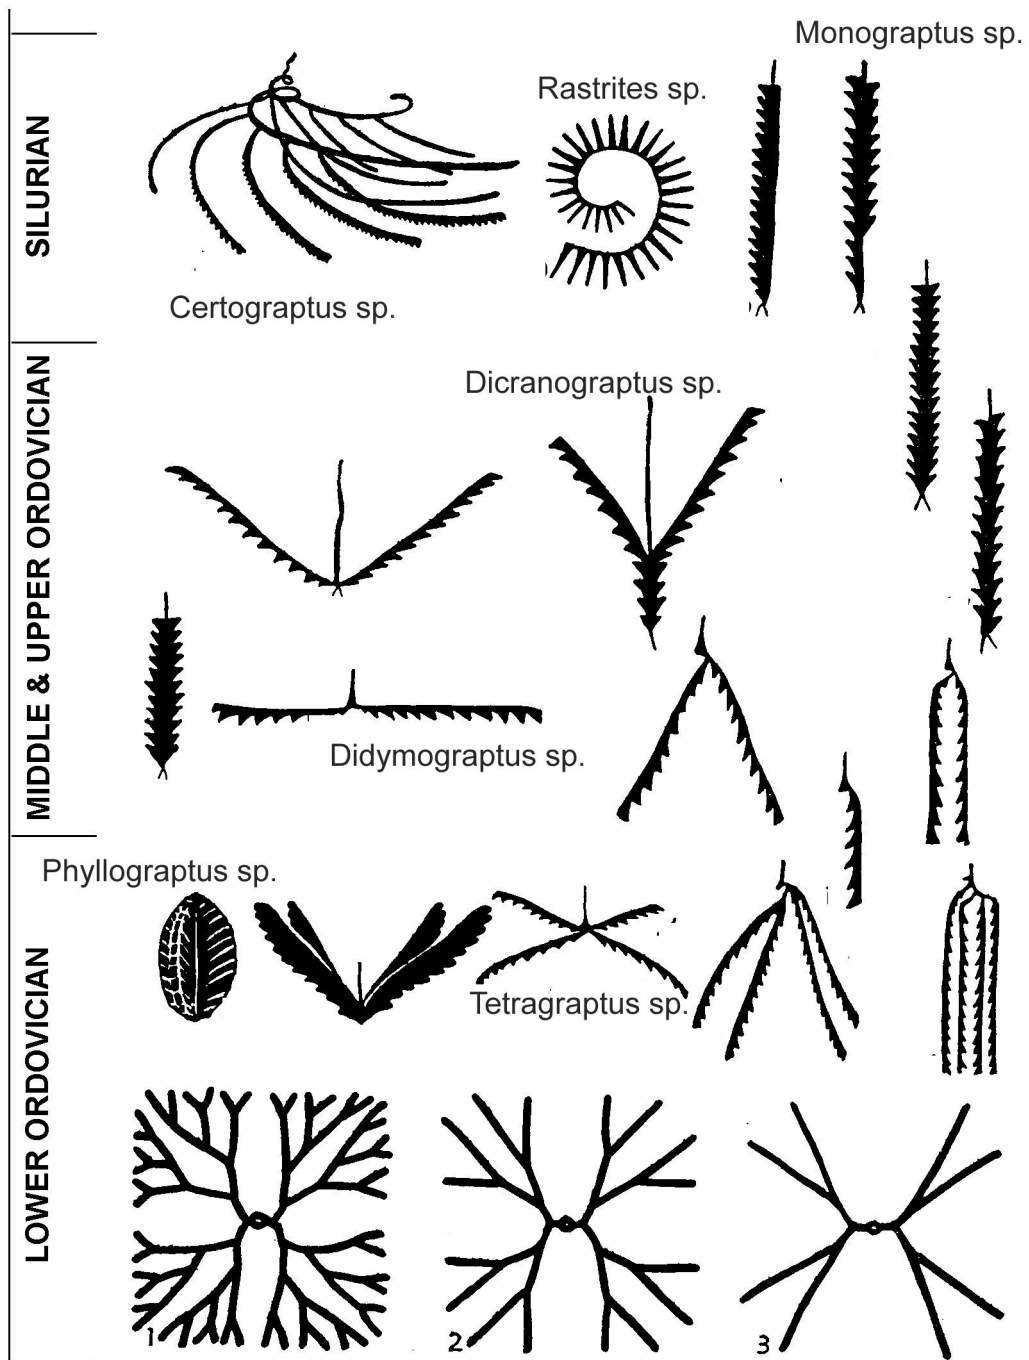 Monograptus sp.
Rastrites sp.
SILURIAN
Certograptus sp.
Dicranograptus sp.
MIDDLE & UPPER ORDOVICIAN
Didymograptus sp.
Phyllograptus sp.
Tetragraptus sp.
LOWER ORDOVICIAN
1
2
3